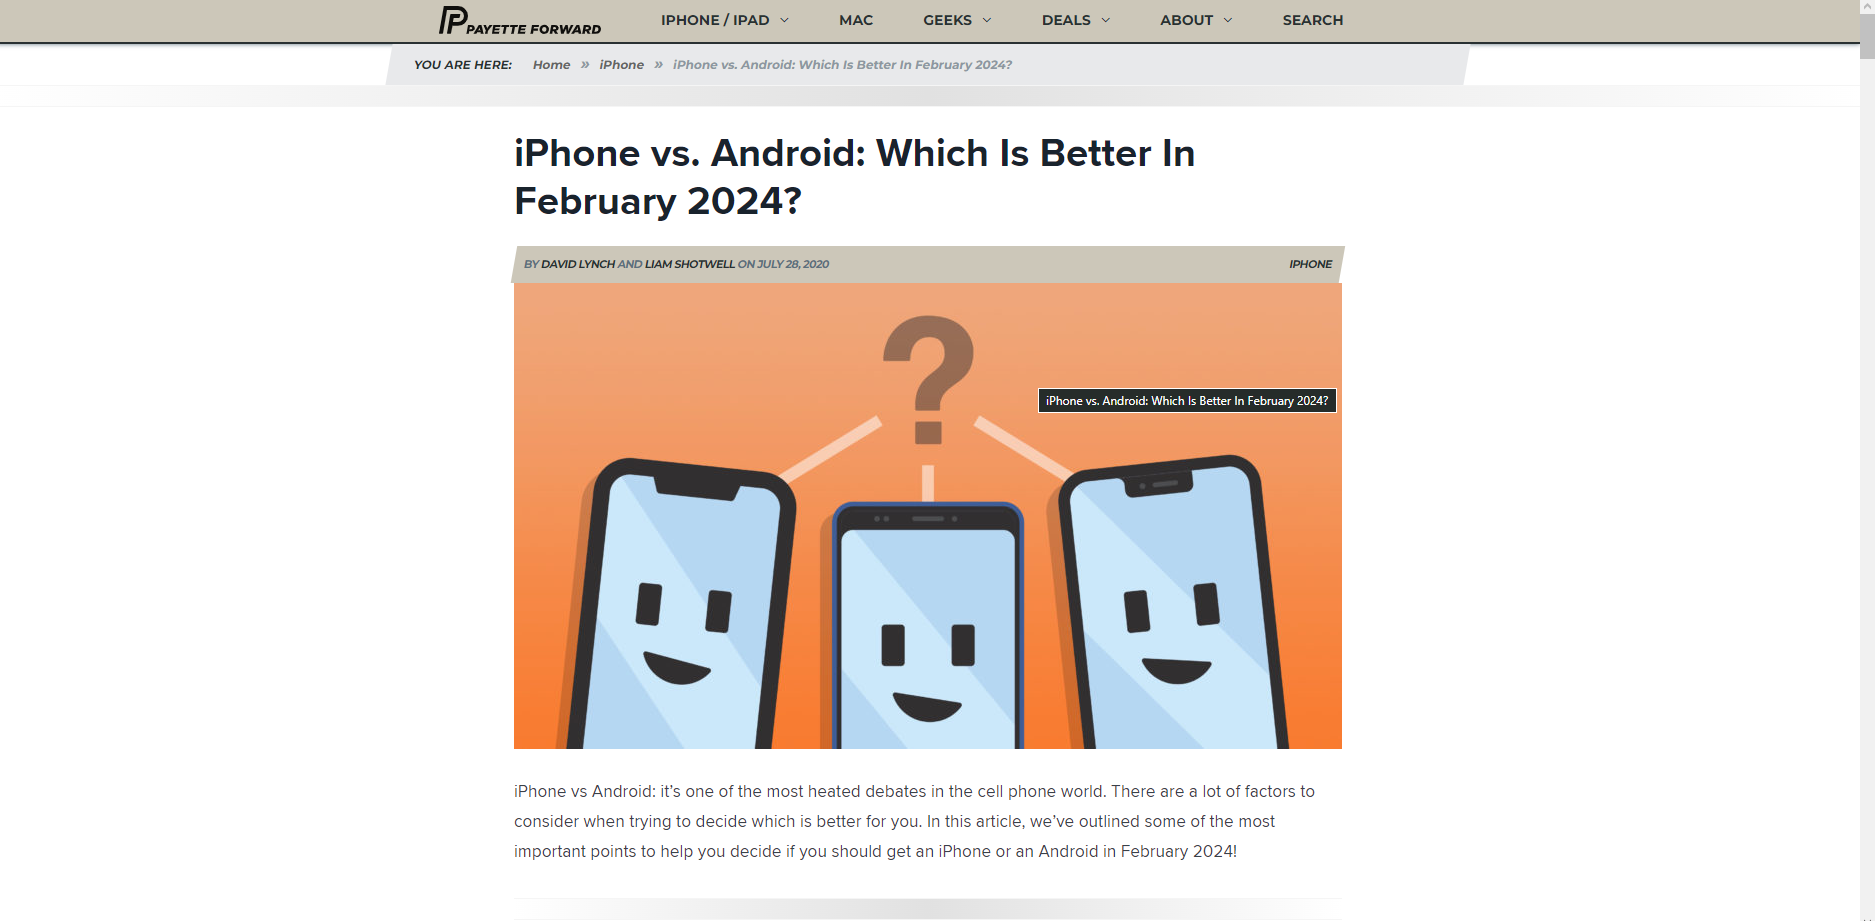 PAYETTE FORWARD
IPHONE / IPAD
MAC
GEEKS
DEALS
ABOUT
SEARCH
YOU ARE HERE: Home » iPhone » iPhone vs. Android: Which Is Better In February 2024?
iPhone vs. Android: Which Is Better In
February 2024?
BY DAVID LYNCH AND LIAM SHOTWELL ON JULY 28, 2020
IPHONE
?
iPhone vs. Android: Which Is Better In February 2024?
iPhone vs Android: it’s one of the most heated debates in the cell phone world. There are a lot of factors to
consider when trying to decide which is better for you. In this article, we’ve outlined some of the most
important points to help you decide if you should get an iPhone or an Android in February 2024!